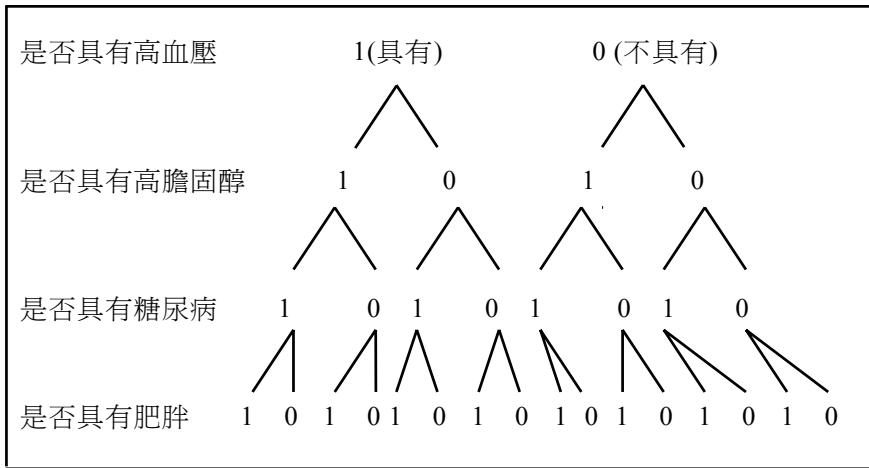 是否具有高血壓 1(具有) 0 (不具有)
是否具有高膽固醇 1 0 1 0
是否具有糖尿病 1 0 1 0 1 0 1 0
是否具有肥胖 1 0 1 0 1 0 1 0 1 0 1 0 1 0 1 0